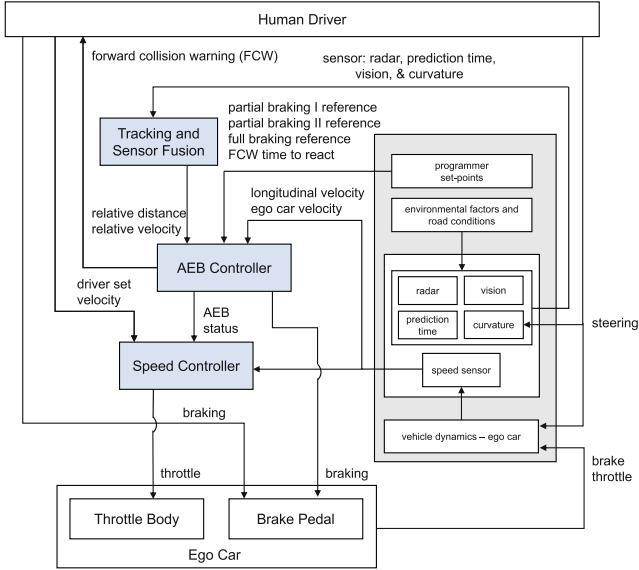 Human Driver
forward collision warning (FCW)
sensor: radar, prediction time,
vision, & curvature
partial braking I reference
partial braking II reference
full braking reference
FCW time to react
Tracking and
Sensor Fusion
programmer
set-points
longitudinal velocity
ego car velocity
environmental factors and
road conditions
relative distance
relative velocity
AEB Controller
driver set
velocity
radar
vision
prediction
time
curvature
steering
AEB
status
Speed Controller
speed sensor
braking
vehicle dynamics – ego car
throttle
braking
brake
throttle
Throttle Body
Brake Pedal
Ego Car